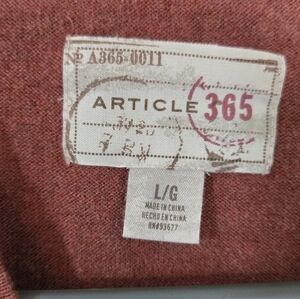 Nº A365-0011
ARTICLE 365
L/G
MADE IN CHINA
HECHO EN CHINA
RN#93677